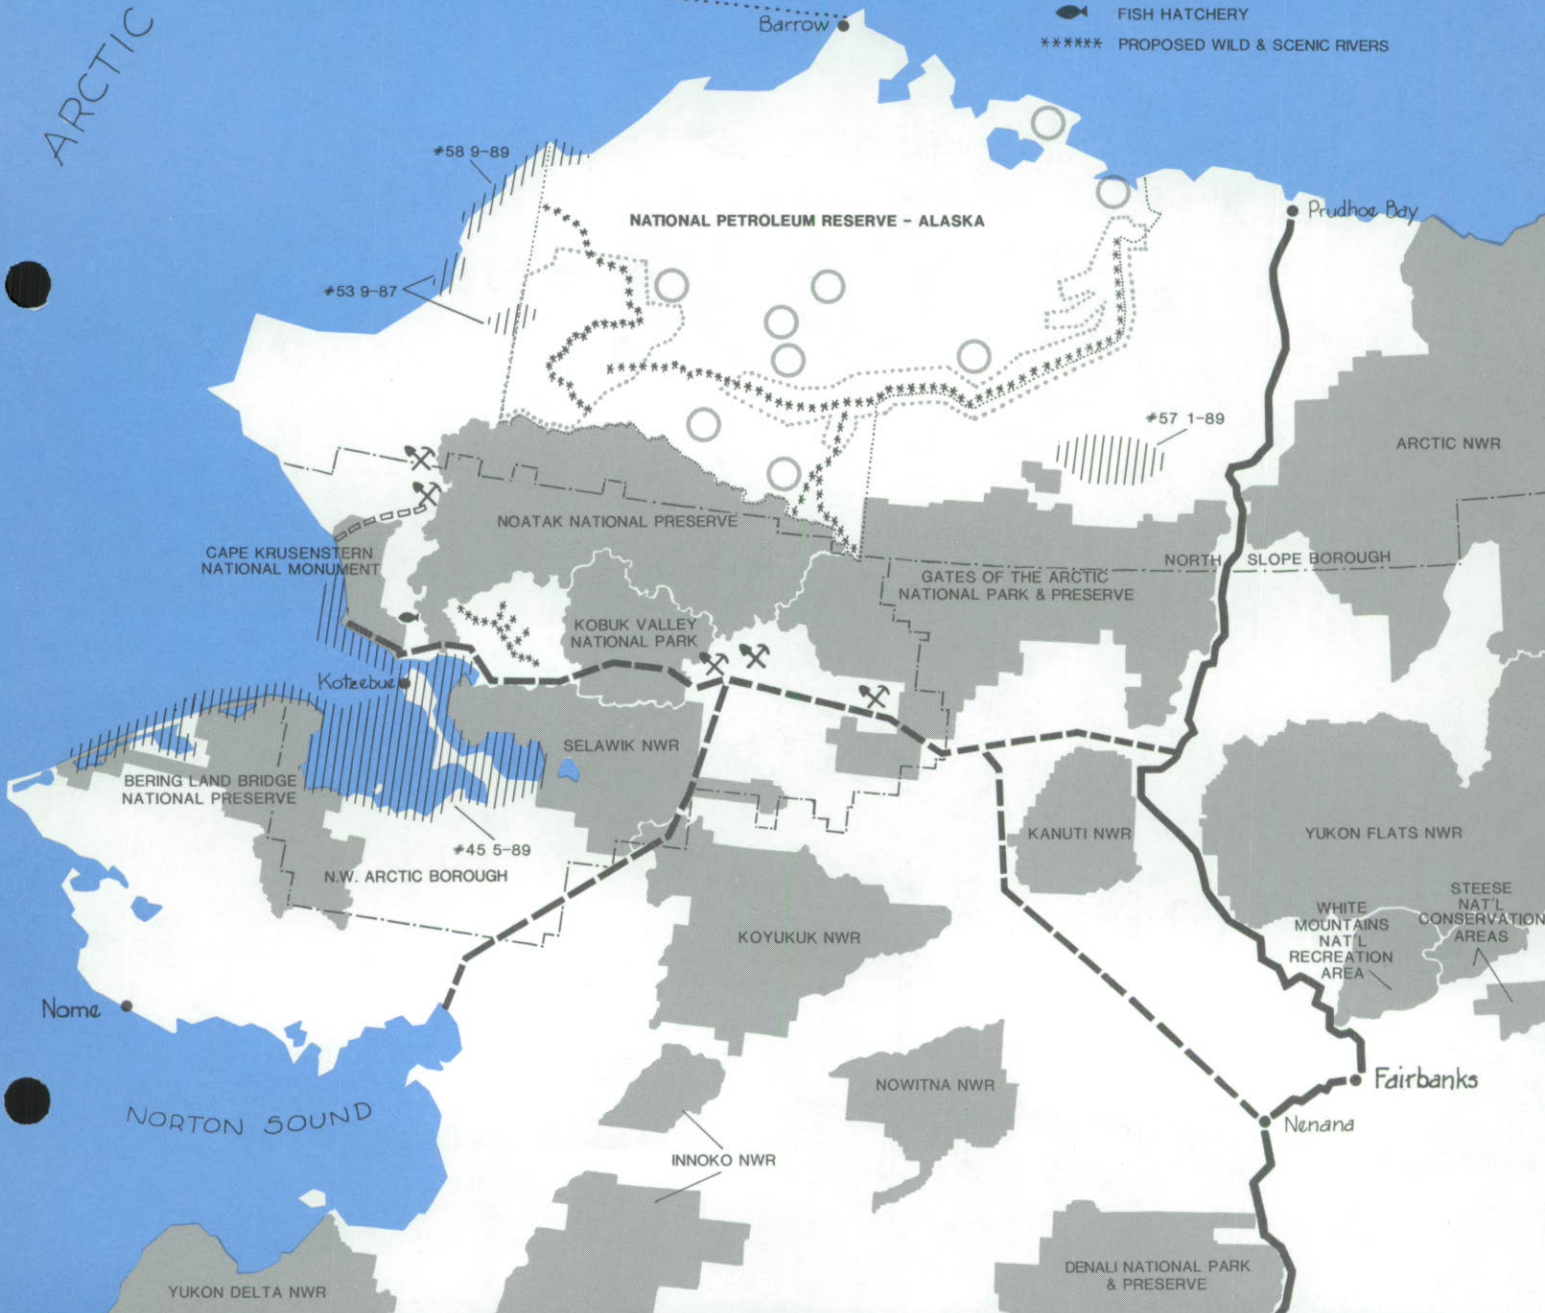 ARCTIC
Barrow
FISH HATCHERY
****** PROPOSED WILD & SCENIC RIVERS
#58 9-89
NATIONAL PETROLEUM RESERVE - ALASKA
Prudhoe Bay
#53 9-87
#57 1-89
ARCTIC NWR
NOATAK NATIONAL PRESERVE
CAPE KRUSENSTERN
NATIONAL MONUMENT
NORTH SLOPE BOROUGH
GATES OF THE ARCTIC
NATIONAL PARK & PRESERVE
KOBUK VALLEY
NATIONAL PARK
Kotzebue
SELAWIK NWR
BERING LAND BRIDGE
NATIONAL PRESERVE
#45 5-89
N.W. ARCTIC BOROUGH
KANUTI NWR
YUKON FLATS NWR
WHITE
MOUNTAINS
NAT'L
RECREATION
AREA
STEESE
NAT'L
CONSERVATION
AREAS
KOYUKUK NWR
Nome
NOWITNA NWR
Fairbanks
NORTON SOUND
Nenana
INNOKO NWR
DENALI NATIONAL PARK
& PRESERVE
YUKON DELTA NWR